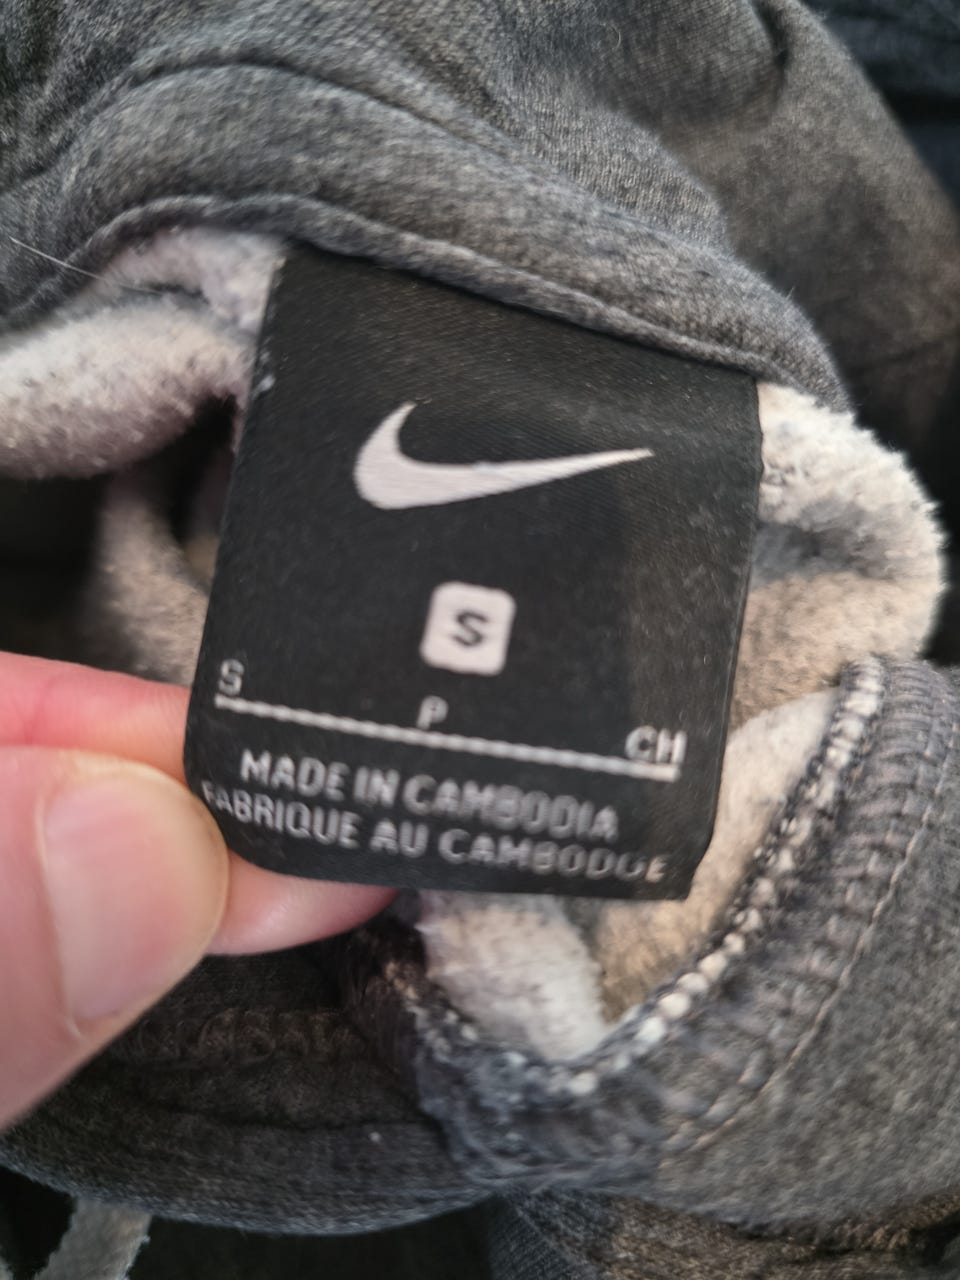 S
S P CH
MADE IN CAMBODIA
FABRIQUE AU CAMBODGE